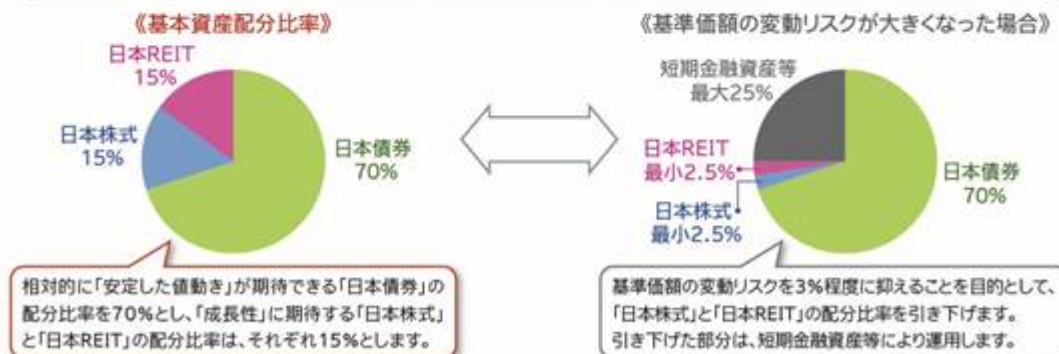 《基本資産配分比率》
日本REIT
15%
日本株式
15%
日本債券
70%
相対的に「安定した値動き」が期待できる「日本債券」の
配分比率を70%とし、「成長性」に期待する「日本株式」
と「日本REIT」の配分比率は、それぞれ15%とします。
《基準価額の変動リスクが大きくなった場合》
短期金融資産等
最大25%
日本REIT
最小2.5%
日本株式
最小2.5%
日本債券
70%
基準価額の変動リスクを3%程度に抑えることを目的として、
「日本株式」と「日本REIT」の配分比率を引き下げます。
引き下げた部分は、短期金融資産等により運用します。